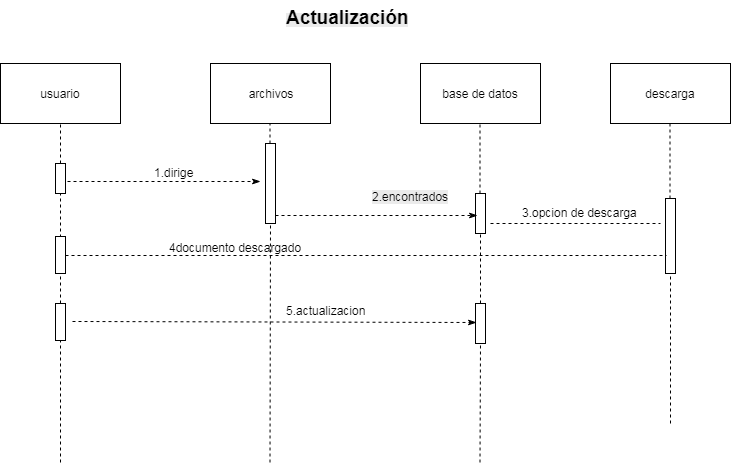 Actualización
usuario
archivos
base de datos
descarga
1.dirige
2.encontrados
3.opcion de descarga
4documento descargado
5.actualizacion